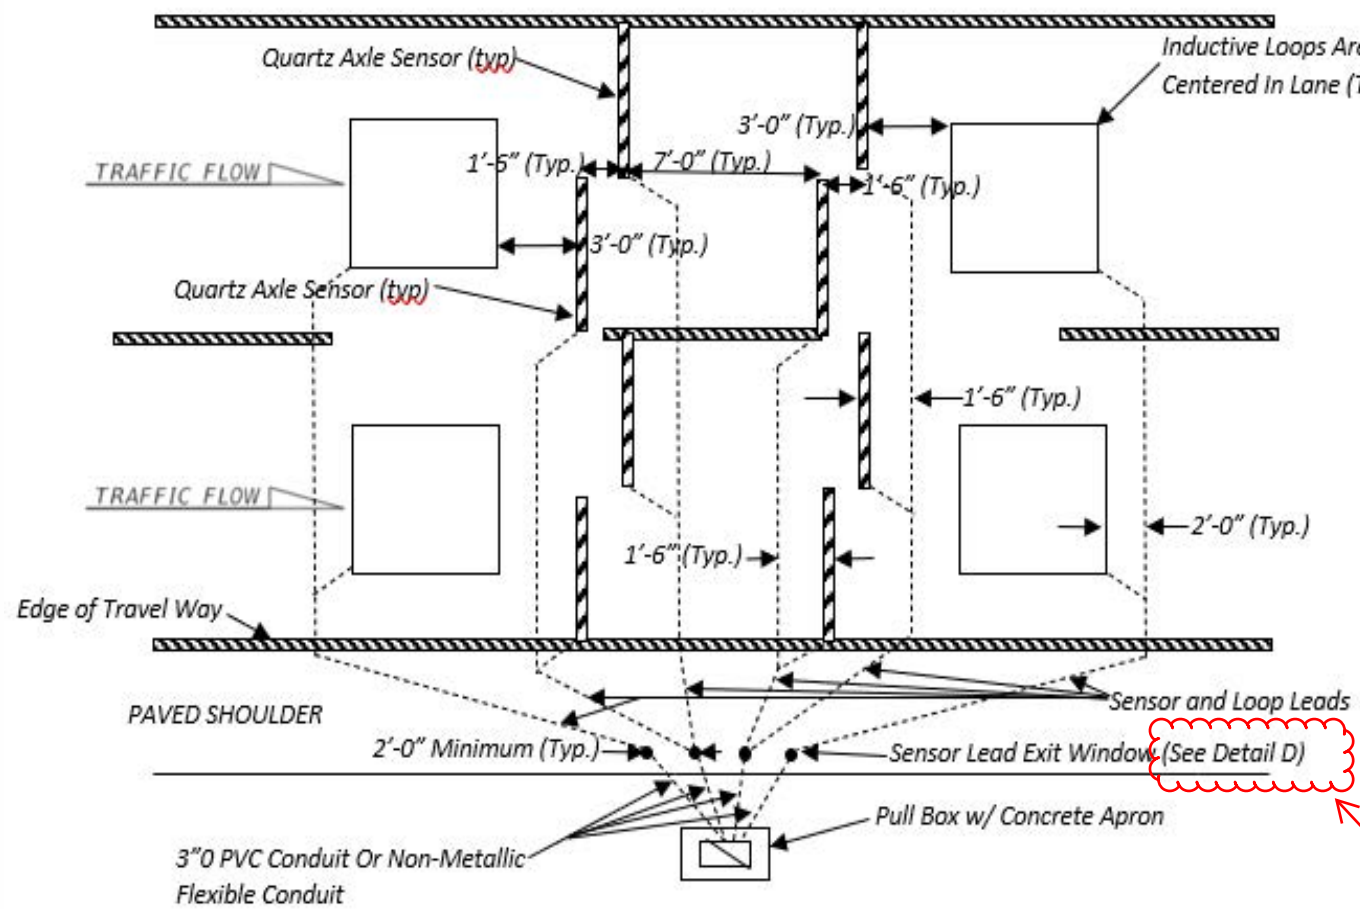 Quartz Axle Sensor (typ)
Inductive Loops Are
Centered In Lane (T
3'-0" (Typ.)
TRAFFIC FLOW
1'-6" (Typ.)
7'-0" (Typ.)
1'-6" (Typ.)
3'-0" (Typ.)
Quartz Axle Sensor (typ)
1'-6" (Typ.)
TRAFFIC FLOW
2'-0" (Typ.)
1'-6" (Typ.)
Edge of Travel Way
Sensor and Loop Leads
PAVED SHOULDER
2'-0" Minimum (Typ.)
Sensor Lead Exit Window (See Detail D)
Pull Box w/ Concrete Apron
3"0 PVC Conduit Or Non-Metallic
Flexible Conduit